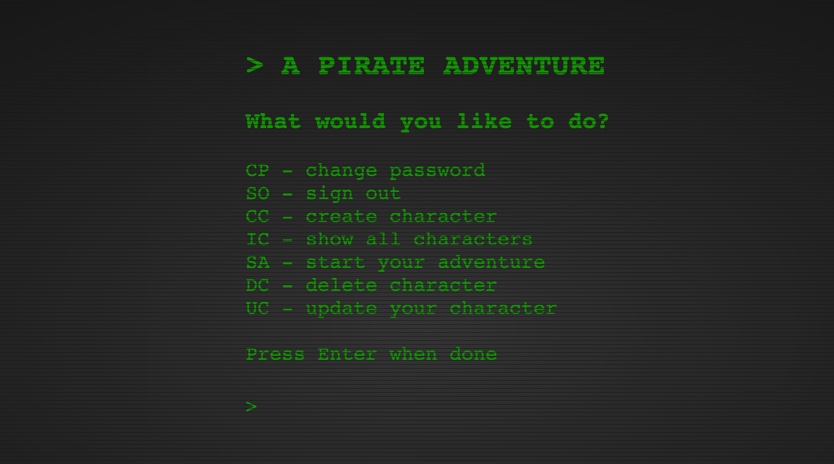 > A PIRATE ADVENTURE
What would you like to do?
CP - change password
SO - sign out
CC - create character
IC - show all characters
SA - start your adventure
DC - delete character
UC - update your character
Press Enter when done
>